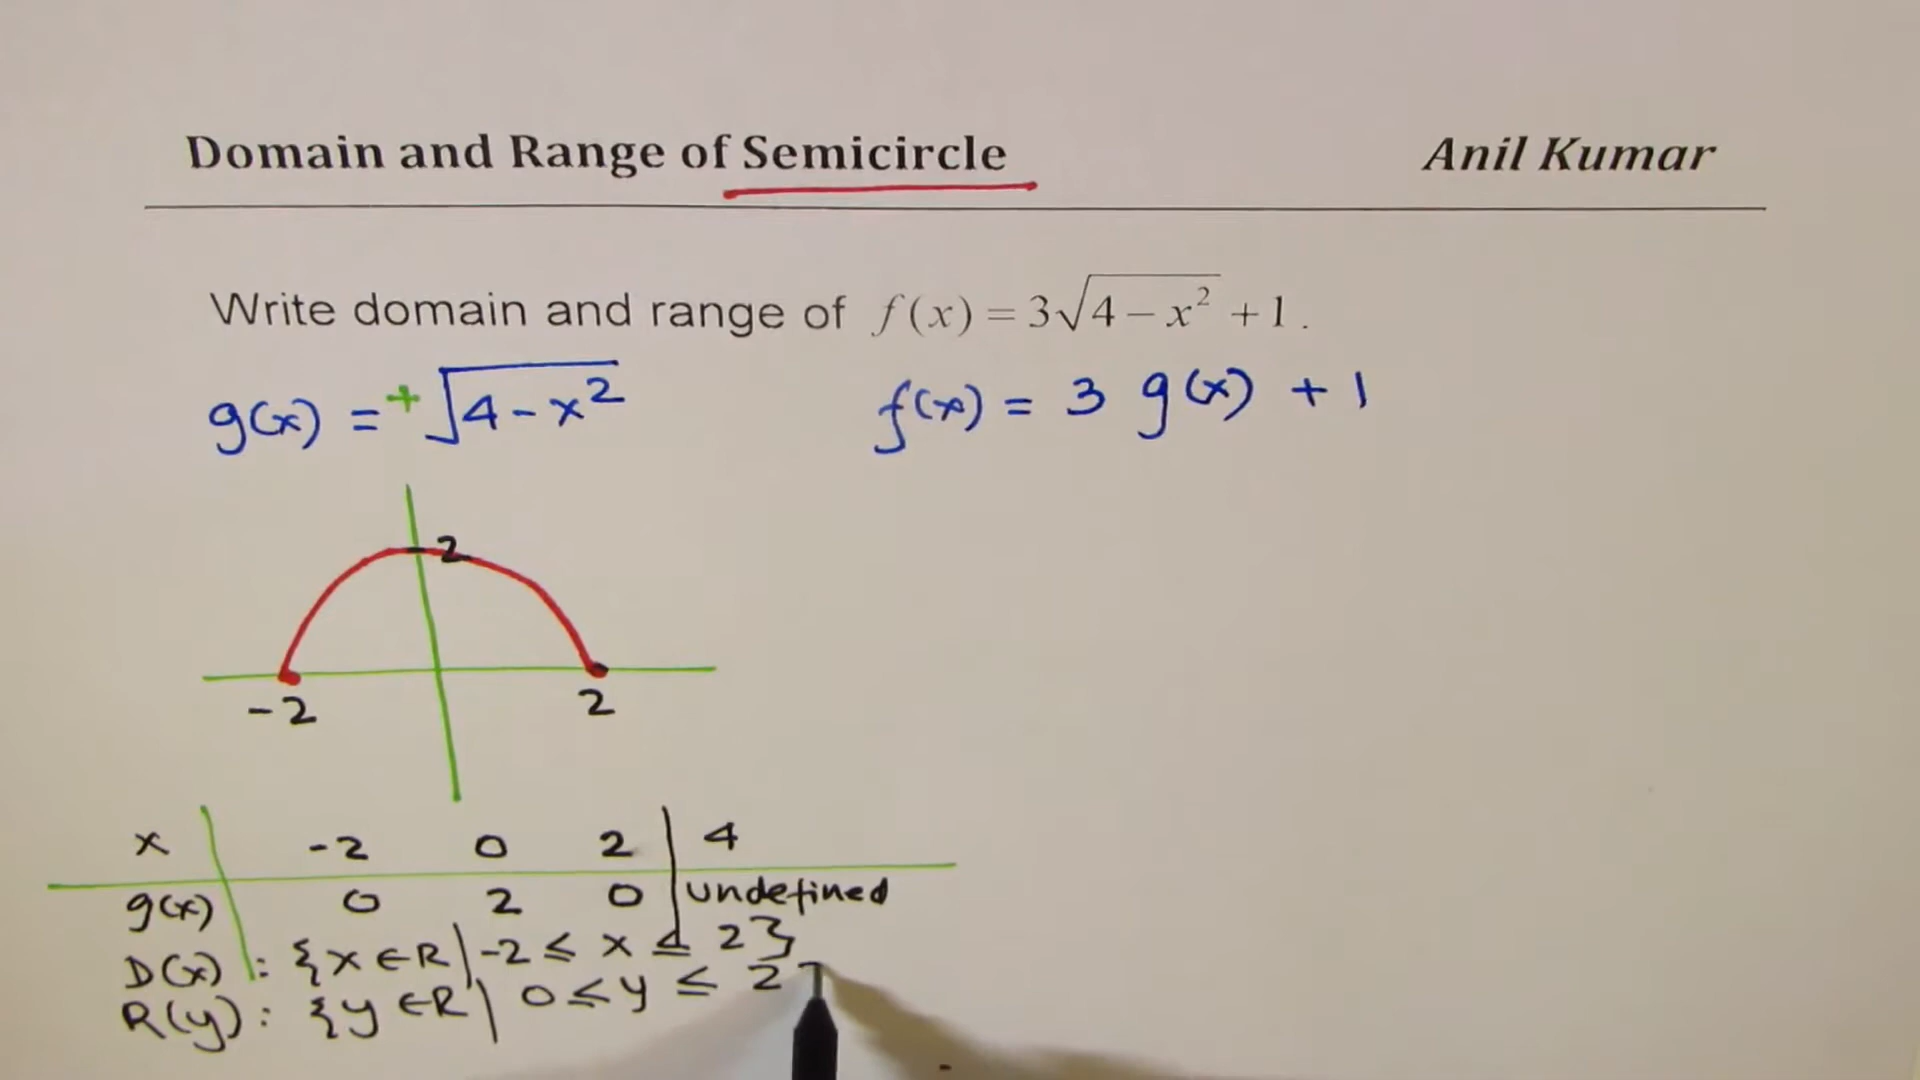 Domain and Range of Semicircle Anil Kumar
Write domain and range of f(x) = 3√(4 − x²) + 1.
g(x) = +√(4 - x²) f(x) = 3 g(x) + 1
2
-2 2
x -2 0 2 4
g(x) 0 2 0 undefined
D(x) : {x ∈ R | -2 ≤ x ≤ 2}
R(y) : {y ∈ R | 0 ≤ y ≤ 2